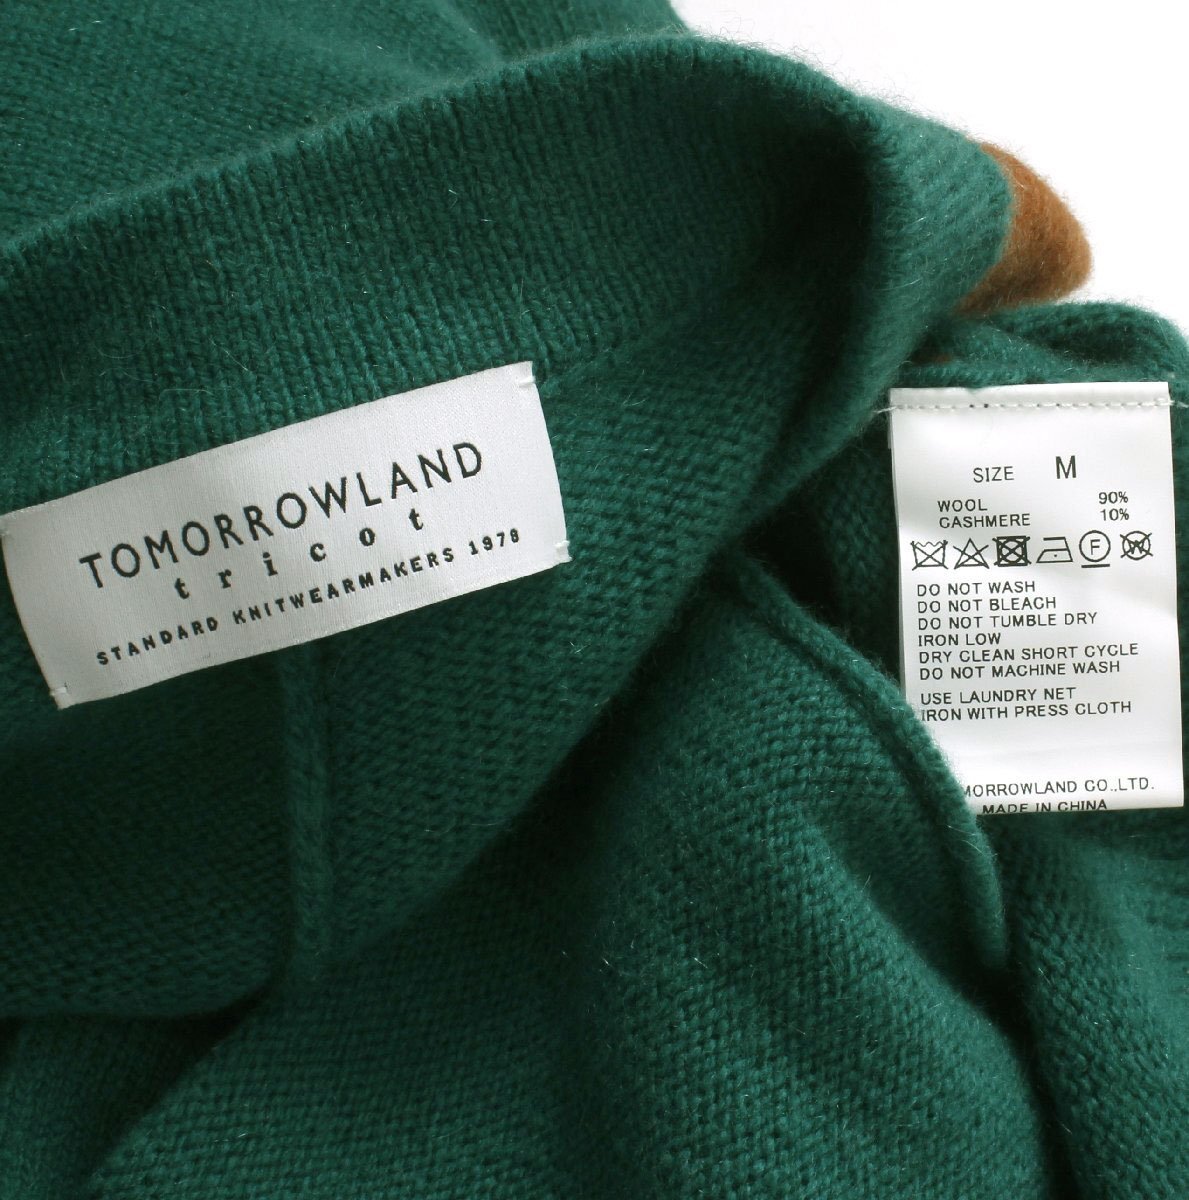 TOMORROWLAND
tricot
STANDARD KNITWEARMAKERS 1978
SIZE M
WOOL 90%
CASHMERE 10%
F W
DO NOT WASH
DO NOT BLEACH
DO NOT TUMBLE DRY
IRON LOW
DRY CLEAN SHORT CYCLE
DO NOT MACHINE WASH
USE LAUNDRY NET
IRON WITH PRESS CLOTH
MORROWLAND CO.,LTD.
MADE IN CHINA